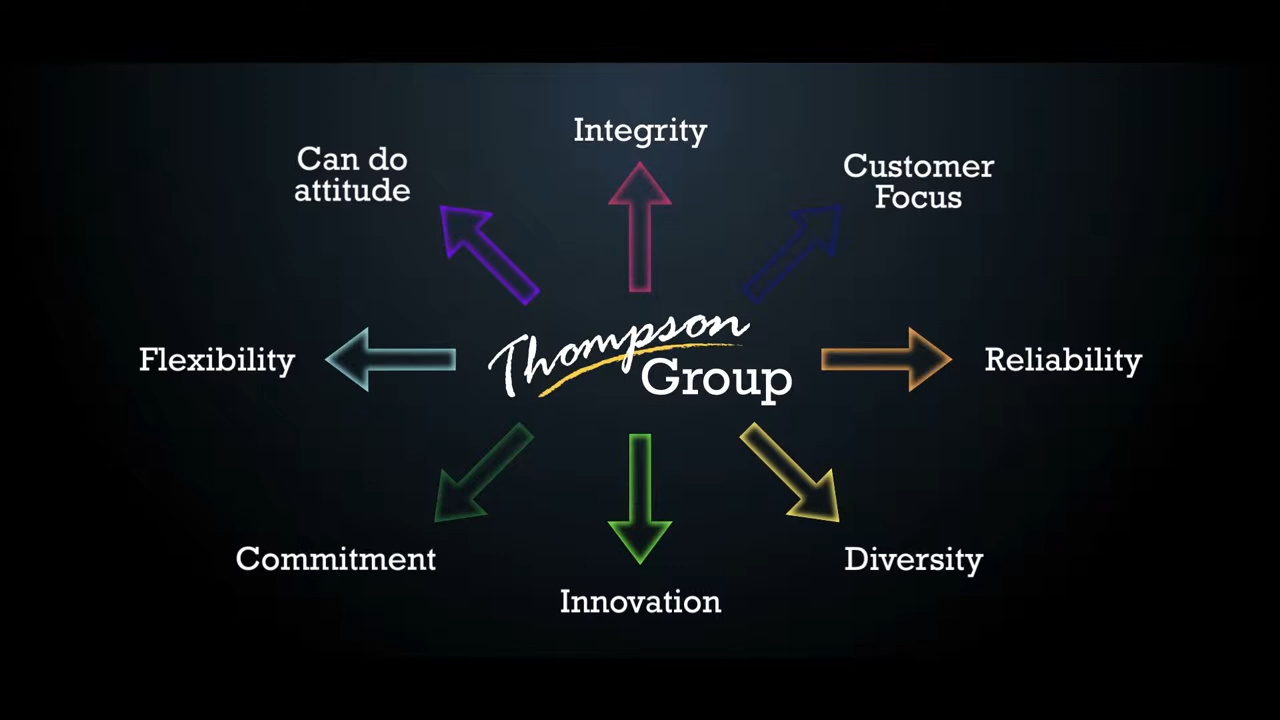 Integrity
Can do
attitude
Customer
Focus
Thompson
Group
Flexibility
Reliability
Commitment
Diversity
Innovation